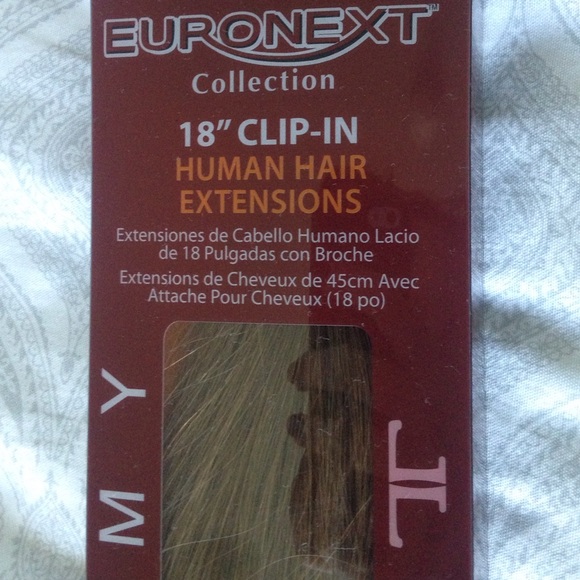 EURONEXT™
Collection
18” CLIP-IN
HUMAN HAIR
EXTENSIONS
Extensiones de Cabello Humano Lacio
de 18 Pulgadas con Broche
Extensions de Cheveux de 45cm Avec
Attache Pour Cheveux (18 po)
M Y